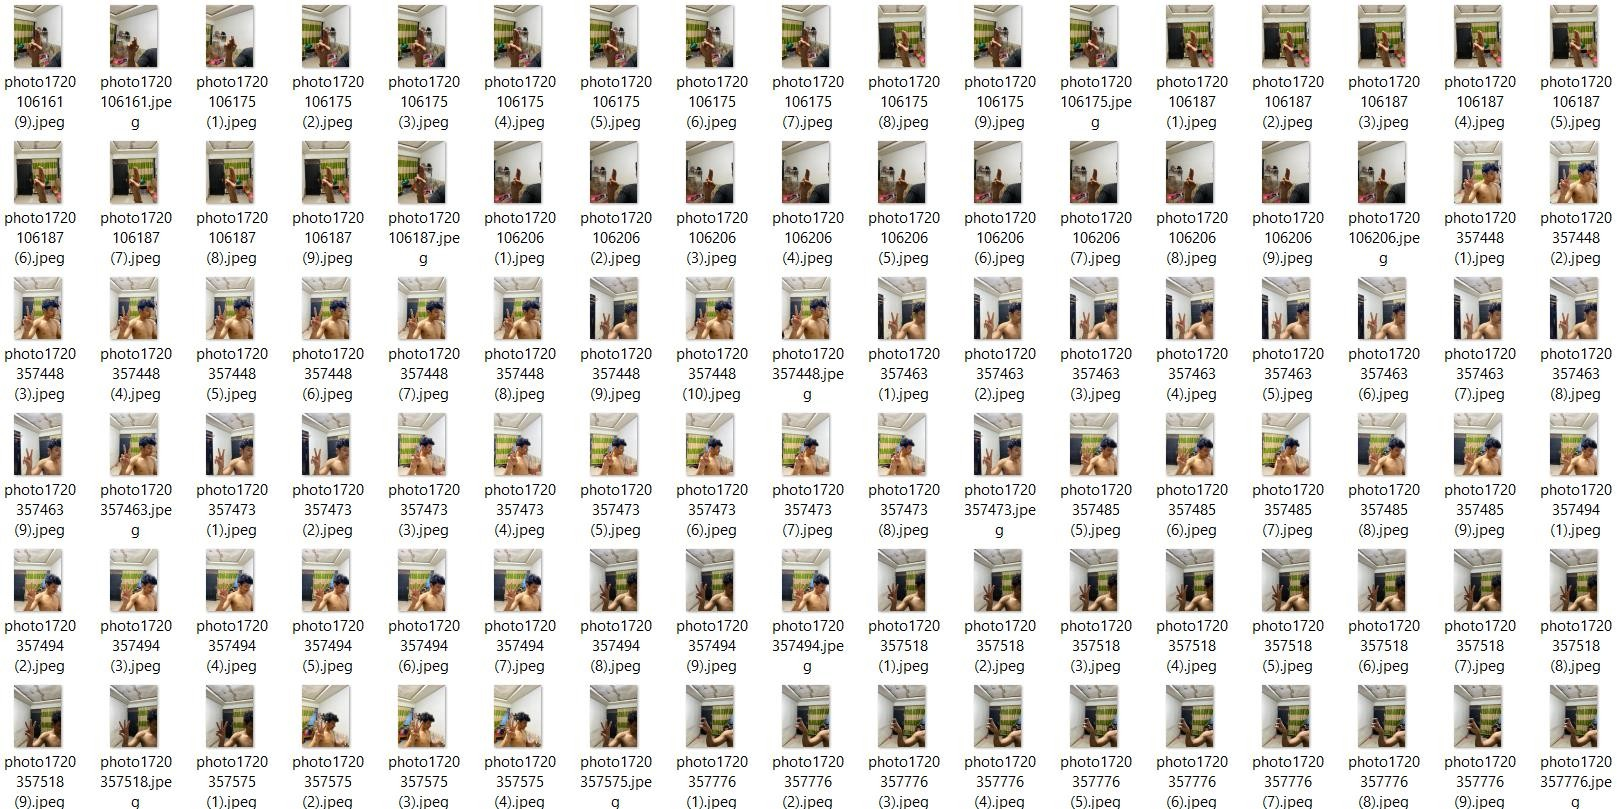 photo1720 photo1720 photo1720 photo1720 photo1720 photo1720 photo1720 photo1720 photo1720 photo1720 photo1720 photo1720 photo1720 photo1720 photo1720 photo1720 photo1720
106161 106161.jpe 106175 106175 106175 106175 106175 106175 106175 106175 106175 106175.jpe 106187 106187 106187 106187 106187
(9).jpeg g (1).jpeg (2).jpeg (3).jpeg (4).jpeg (5).jpeg (6).jpeg (7).jpeg (8).jpeg (9).jpeg g (1).jpeg (2).jpeg (3).jpeg (4).jpeg (5).jpeg
photo1720 photo1720 photo1720 photo1720 photo1720 photo1720 photo1720 photo1720 photo1720 photo1720 photo1720 photo1720 photo1720 photo1720 photo1720 photo1720 photo1720
106187 106187 106187 106187 106187.jpe 106206 106206 106206 106206 106206 106206 106206 106206 106206 106206.jpe 357448 357448
(6).jpeg (7).jpeg (8).jpeg (9).jpeg g (1).jpeg (2).jpeg (3).jpeg (4).jpeg (5).jpeg (6).jpeg (7).jpeg (8).jpeg (9).jpeg g (1).jpeg (2).jpeg
photo1720 photo1720 photo1720 photo1720 photo1720 photo1720 photo1720 photo1720 photo1720 photo1720 photo1720 photo1720 photo1720 photo1720 photo1720 photo1720 photo1720
357448 357448 357448 357448 357448 357448 357448 357448 357448.jpe 357463 357463 357463 357463 357463 357463 357463 357463
(3).jpeg (4).jpeg (5).jpeg (6).jpeg (7).jpeg (8).jpeg (9).jpeg (10).jpeg g (1).jpeg (2).jpeg (3).jpeg (4).jpeg (5).jpeg (6).jpeg (7).jpeg (8).jpeg
photo1720 photo1720 photo1720 photo1720 photo1720 photo1720 photo1720 photo1720 photo1720 photo1720 photo1720 photo1720 photo1720 photo1720 photo1720 photo1720 photo1720
357463 357463.jpe 357473 357473 357473 357473 357473 357473 357473 357473 357473.jpe 357485 357485 357485 357485 357485 357494
(9).jpeg g (1).jpeg (2).jpeg (3).jpeg (4).jpeg (5).jpeg (6).jpeg (7).jpeg (8).jpeg g (5).jpeg (6).jpeg (7).jpeg (8).jpeg (9).jpeg (1).jpeg
photo1720 photo1720 photo1720 photo1720 photo1720 photo1720 photo1720 photo1720 photo1720 photo1720 photo1720 photo1720 photo1720 photo1720 photo1720 photo1720 photo1720
357494 357494 357494 357494 357494 357494 357494 357494 357494.jpe 357518 357518 357518 357518 357518 357518 357518 357518
(2).jpeg (3).jpeg (4).jpeg (5).jpeg (6).jpeg (7).jpeg (8).jpeg (9).jpeg g (1).jpeg (2).jpeg (3).jpeg (4).jpeg (5).jpeg (6).jpeg (7).jpeg (8).jpeg
photo1720 photo1720 photo1720 photo1720 photo1720 photo1720 photo1720 photo1720 photo1720 photo1720 photo1720 photo1720 photo1720 photo1720 photo1720 photo1720 photo1720
357518 357518.jpe 357575 357575 357575 357575 357575.jpe 357776 357776 357776 357776 357776 357776 357776 357776 357776 357776.jpe
(9).jpeg g (1).jpeg (2).jpeg (3).jpeg (4).jpeg g (1).jpeg (2).jpeg (3).jpeg (4).jpeg (5).jpeg (6).jpeg (7).jpeg (8).jpeg (9).jpeg g